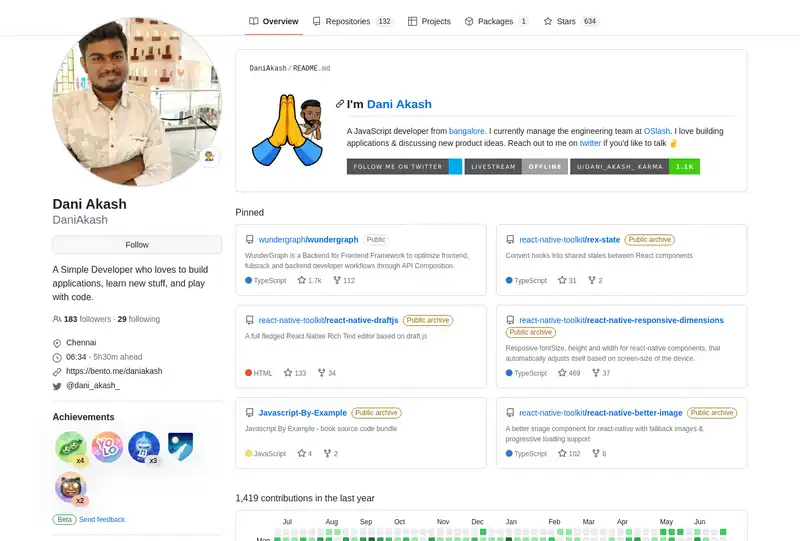 Overview
Repositories 132
Projects
Packages 1
Stars 634
DaniAkash / README.md
I'm Dani Akash
A JavaScript developer from bangalore. I currently manage the engineering team at OSlash. I love building
applications & discussing new product ideas. Reach out to me on twitter if you'd like to talk ✌️
FOLLOW ME ON TWITTER
LIVESTREAM OFFLINE
U/DANI_AKASH_ KARMA 1.1K
Dani Akash
DaniAkash
Follow
A Simple Developer who loves to build
applications, learn new stuff, and play
with code.
183 followers · 29 following
Chennai
06:34 - 5h30m ahead
https://bento.me/daniakash
@dani_akash_
Achievements
x4
YOLO
x3
x2
Beta Send feedback
Pinned
wundergraph/wundergraph Public
WunderGraph is a Backend for Frontend Framework to optimize frontend,
fullstack and backend developer workflows through API Composition.
TypeScript 1.7k 112
react-native-toolkit/rex-state Public archive
Convert hooks into shared states between React components
TypeScript 31 2
react-native-toolkit/react-native-draftjs Public archive
A full fledged React Native Rich Text editor based on draft.js
HTML 133 34
react-native-toolkit/react-native-responsive-dimensions
Public archive
Resposive fontSize, height and width for react-native components, that
automatically adjusts itself based on screen-size of the device.
TypeScript 469 37
Javascript-By-Example Public archive
Javascript By Example - book source code bundle
JavaScript 4 2
react-native-toolkit/react-native-better-image Public archive
A better image component for react-native with fallback images &
progressive loading support
TypeScript 102 6
1,419 contributions in the last year
Jul Aug Sep Oct Nov Dec Jan Feb Mar Apr May Jun
Mon